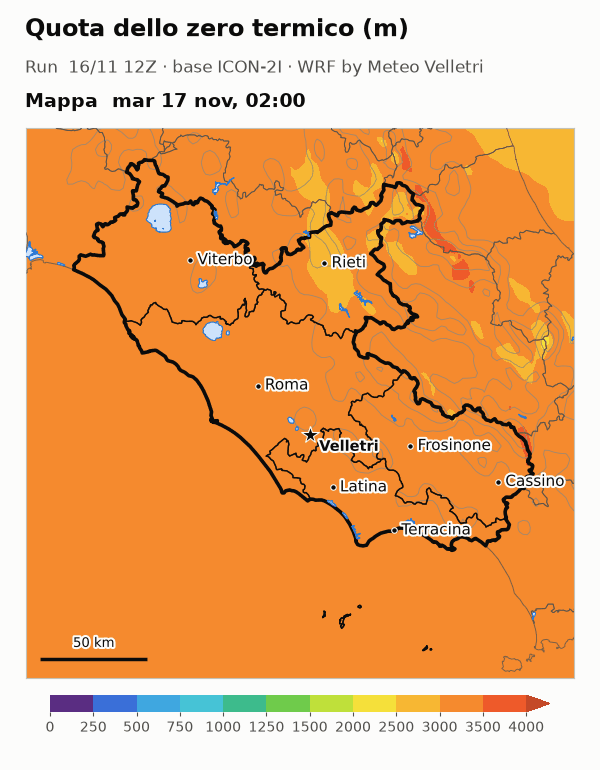 Quota dello zero termico (m)
Run  16/11 12Z · base ICON-2I · WRF by Meteo Velletri
Mappa  mar 17 nov, 02:00
Viterbo
Rieti
Roma
Velletri
Frosinone
Cassino
Latina
Terracina
50 km
0 250 500 750 1000 1250 1500 2000 2500 3000 3500 4000